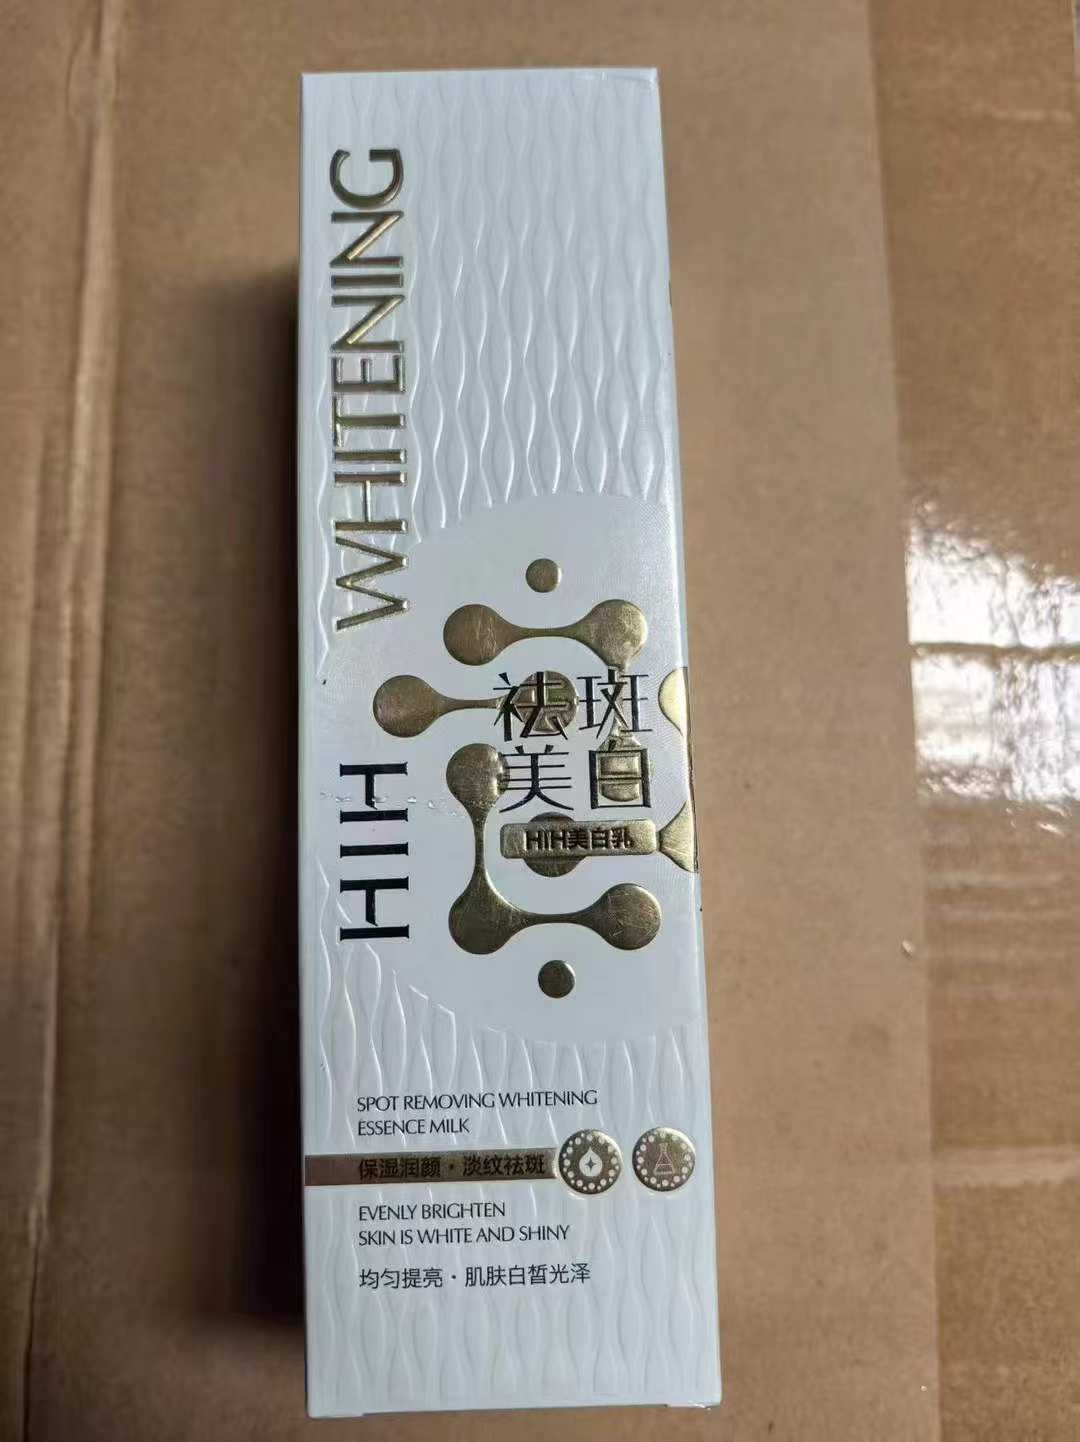 HIH WHITENING
祛斑
美白
HIH美白乳
SPOT REMOVING WHITENING
ESSENCE MILK
保湿润颜·淡纹祛斑
EVENLY BRIGHTEN
SKIN IS WHITE AND SHINY
均匀提亮·肌肤白皙光泽